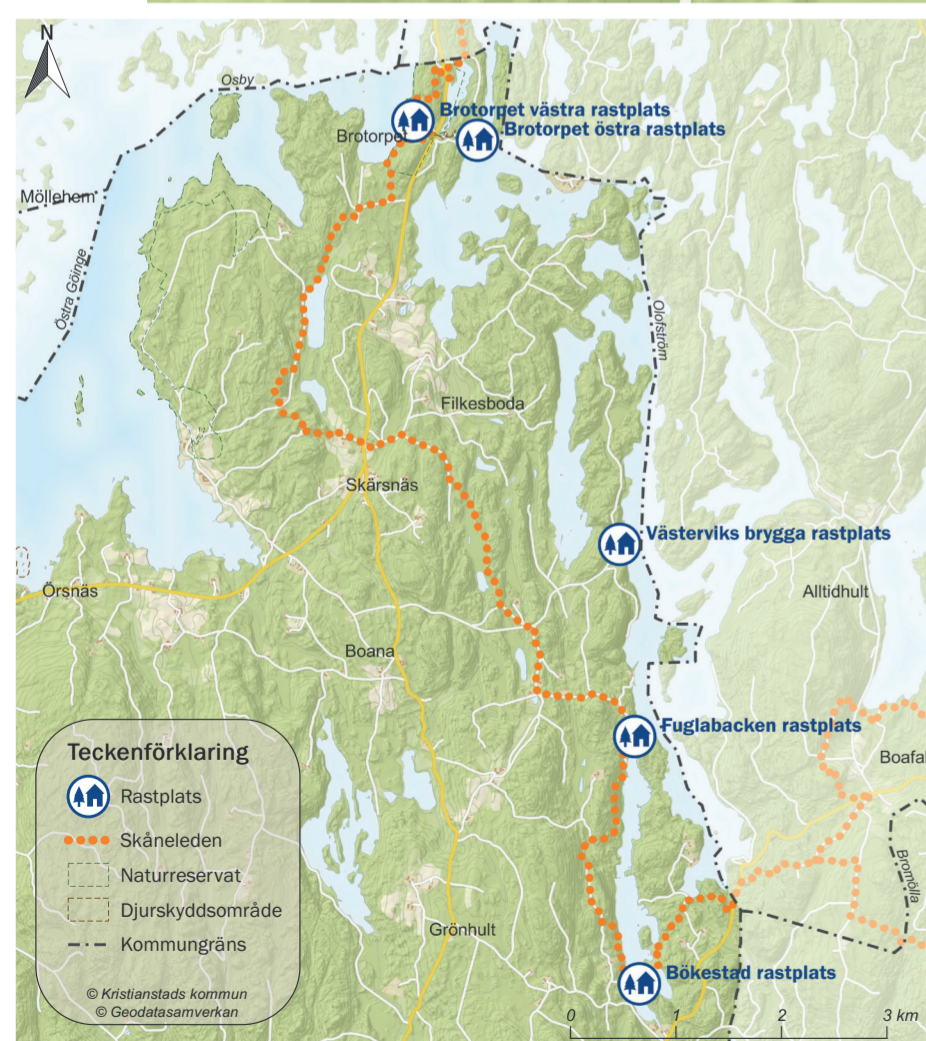 N
Osby
Brotorpet västra rastplats
Brotorpet
Brotorpet östra rastplats
Möllehem
Östra Göinge
Olofström
Filkesboda
Skärsnäs
Västerviks brygga rastplats
Örsnäs
Alltidhult
Boana
Fuglabacken rastplats
Boafal
Teckenförklaring
Rastplats
Skåneleden
Naturreservat
Djurskyddsområde
Kommungräns
© Kristianstads kommun
© Geodatasamverkan
Bromölla
Grönhult
Bökestad rastplats
0 1 2 3 km